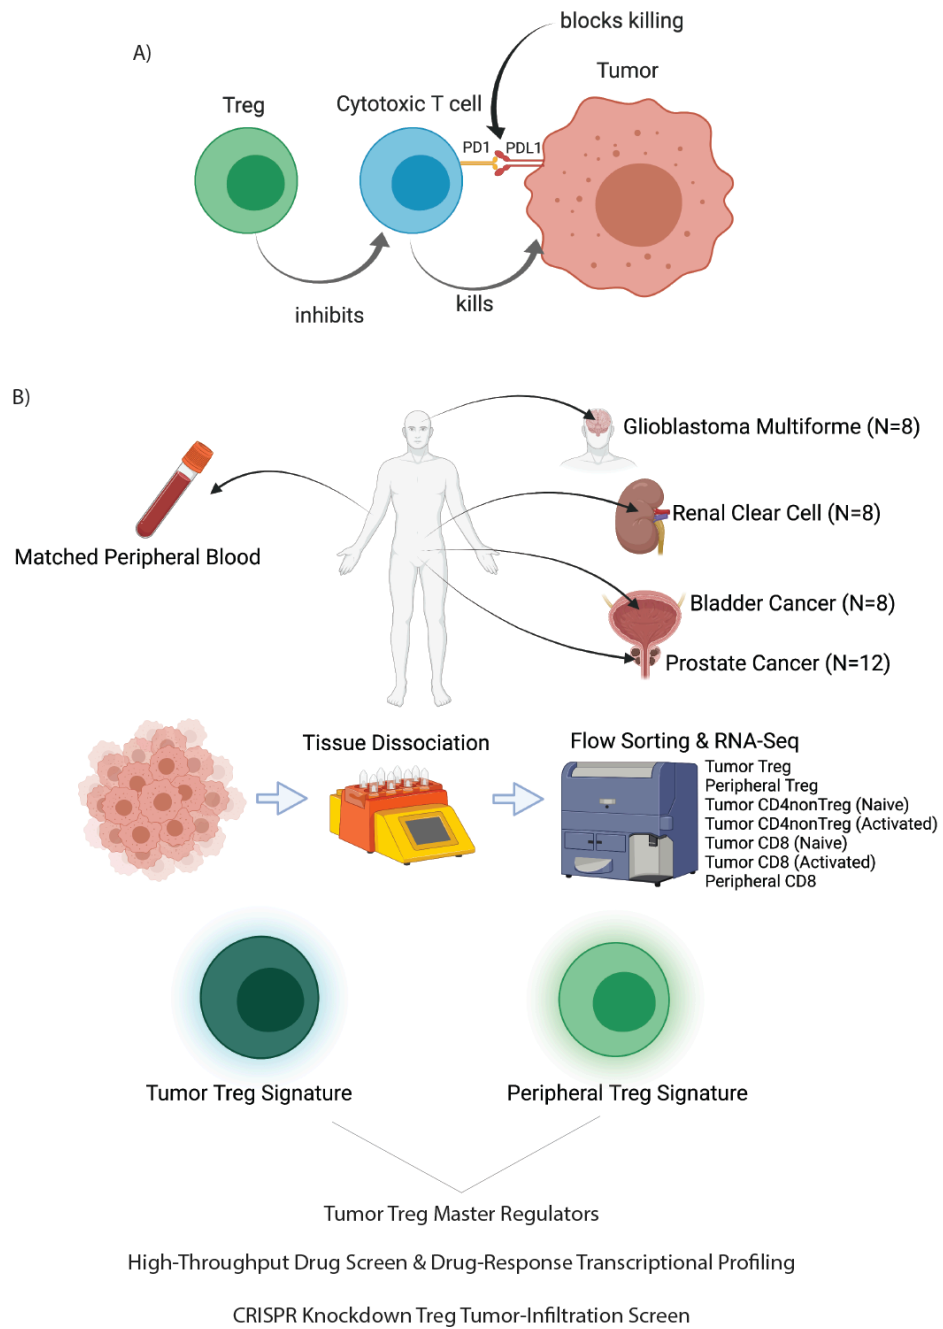 A)
blocks killing
Tumor
Treg
Cytotoxic T cell
PD1
PDL1
inhibits
kills
B)
Glioblastoma Multiforme (N=8)
Renal Clear Cell (N=8)
Matched Peripheral Blood
Bladder Cancer (N=8)
Prostate Cancer (N=12)
Tissue Dissociation
Flow Sorting & RNA-Seq
Tumor Treg
Peripheral Treg
Tumor CD4nonTreg (Naive)
Tumor CD4nonTreg (Activated)
Tumor CD8 (Naive)
Tumor CD8 (Activated)
Peripheral CD8
Tumor Treg Signature
Peripheral Treg Signature
Tumor Treg Master Regulators
High-Throughput Drug Screen & Drug-Response Transcriptional Profiling
CRISPR Knockdown Treg Tumor-Infiltration Screen